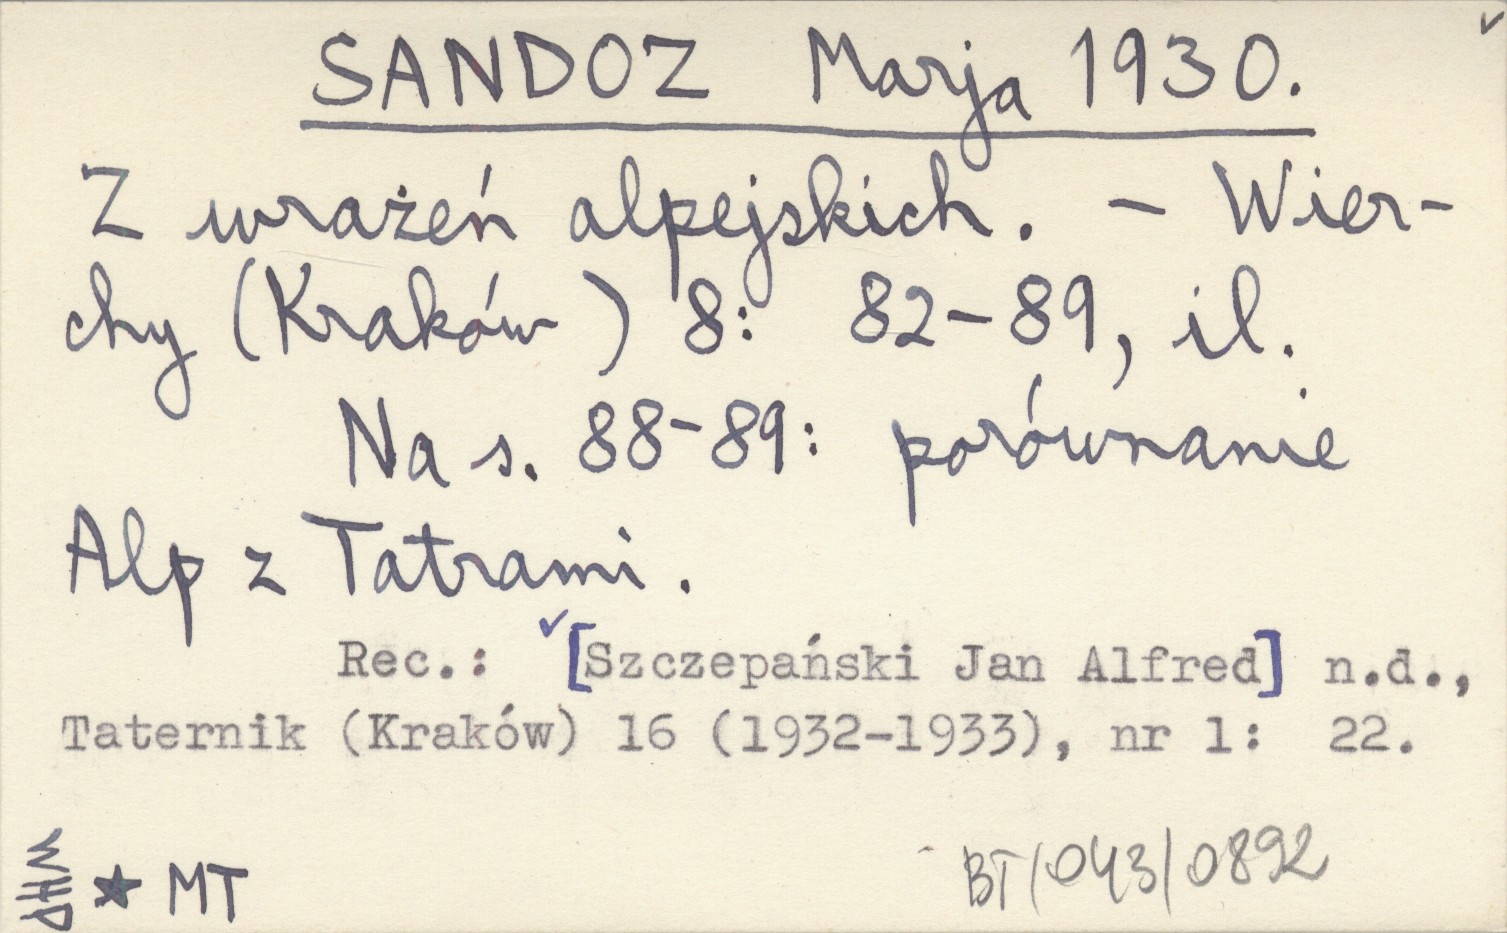 SANDOZ Marja 1930.
Z wrażeń alpejskich. - Wier-
chy (Kraków) 8: 82-89, il.
Na s. 88-89: porównanie
Alp z Tatrami.
Rec.: [Szczepański Jan Alfred] n.d.,
Taternik (Kraków) 16 (1932-1933), nr 1: 22.
★ MT
BT/043/0892